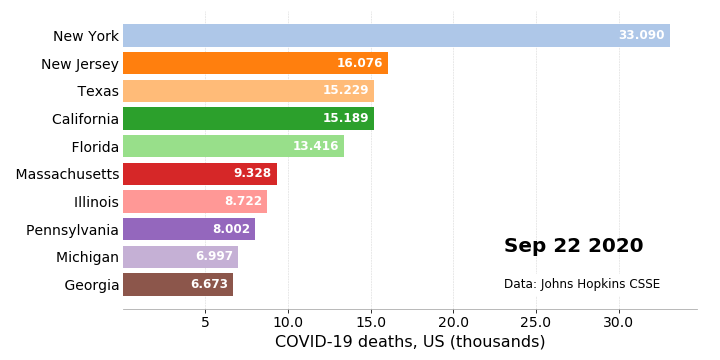 New York 33.090
New Jersey 16.076
Texas 15.229
California 15.189
Florida 13.416
Massachusetts 9.328
Illinois 8.722
Pennsylvania 8.002
Michigan 6.997
Georgia 6.673
Sep 22 2020
Data: Johns Hopkins CSSE
5 10.0 15.0 20.0 25.0 30.0
COVID-19 deaths, US (thousands)